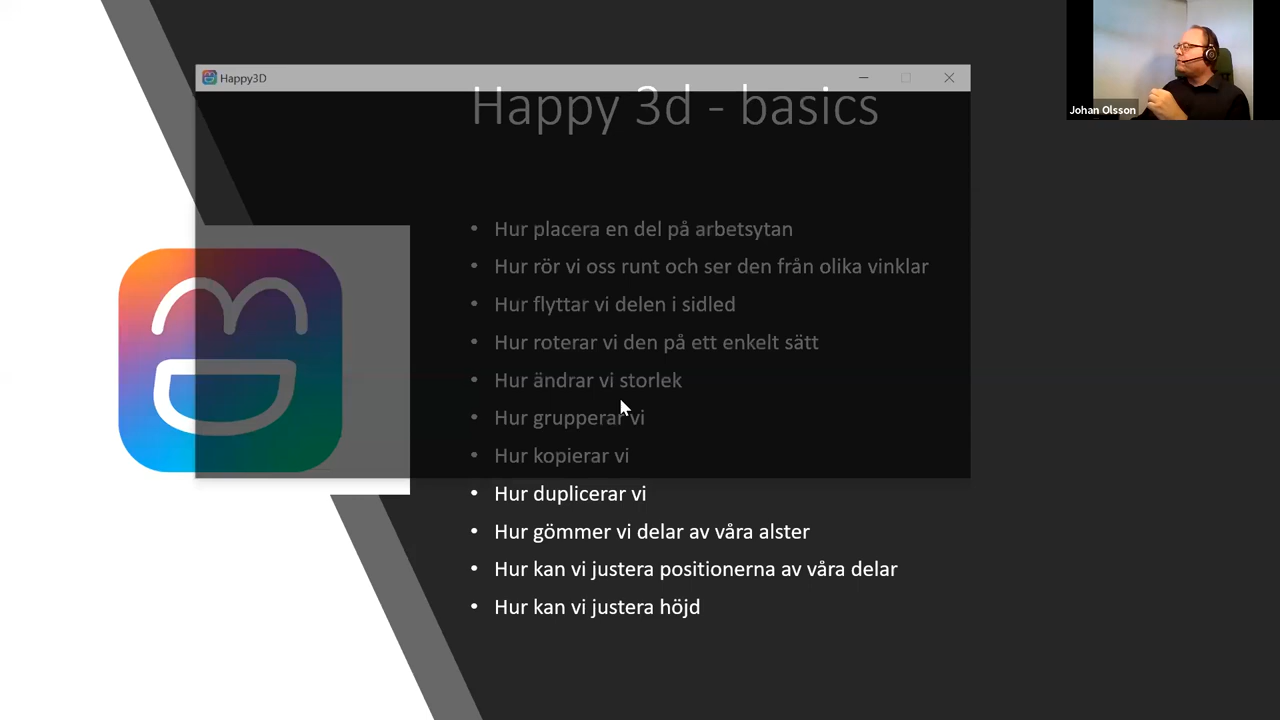 Happy3D
Johan Olsson
Happy 3d - basics
• Hur placera en del på arbetsytan
• Hur rör vi oss runt och ser den från olika vinklar
• Hur flyttar vi delen i sidled
• Hur roterar vi den på ett enkelt sätt
• Hur ändrar vi storlek
• Hur grupperar vi
• Hur kopierar vi
• Hur duplicerar vi
• Hur gömmer vi delar av våra alster
• Hur kan vi justera positionerna av våra delar
• Hur kan vi justera höjd